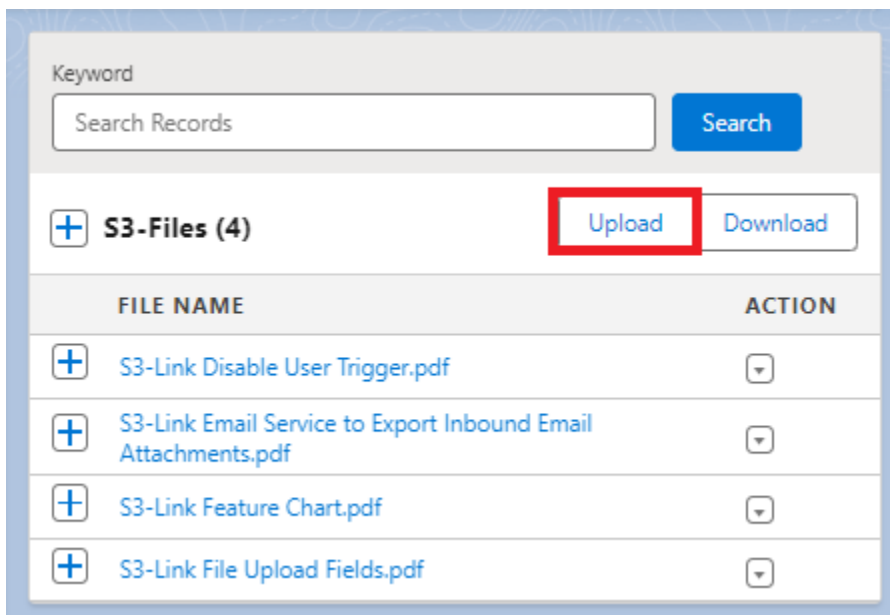 Keyword
Search Records
Search
S3-Files (4)
Upload
Download
FILE NAME
ACTION
S3-Link Disable User Trigger.pdf
S3-Link Email Service to Export Inbound Email
Attachments.pdf
S3-Link Feature Chart.pdf
S3-Link File Upload Fields.pdf